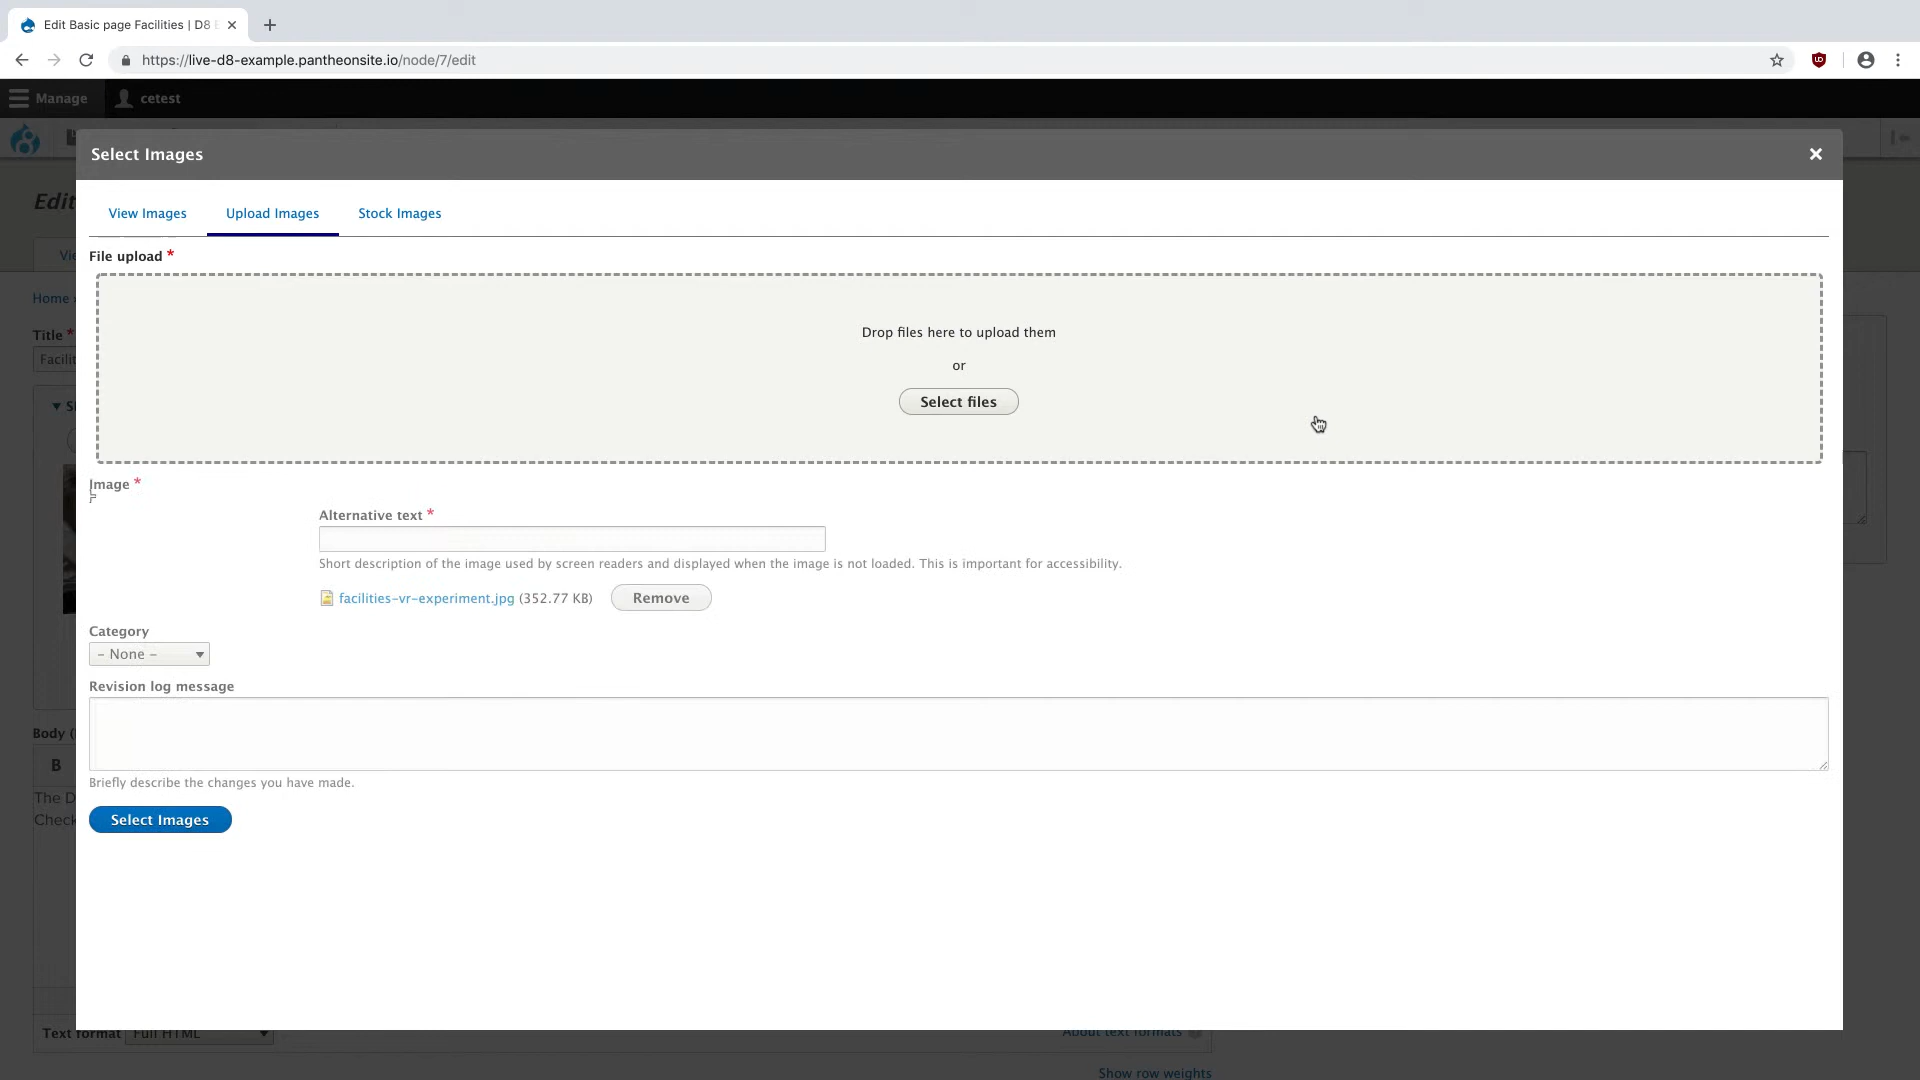 Edit Basic page Facilities | D8 E
https://live-d8-example.pantheonsite.io/node/7/edit
Manage
cetest
Select Images
Edit
View Images
Upload Images
Stock Images
File upload *
Home
Title *
Drop files here to upload them
or
Select files
Image *
Alternative text *
Short description of the image used by screen readers and displayed when the image is not loaded. This is important for accessibility.
facilities-vr-experiment.jpg (352.77 KB)
Remove
Category
- None -
Revision log message
Body (
B
Briefly describe the changes you have made.
The D
Check
Select Images
Text format
Full HTML
About text formats
Show row weights